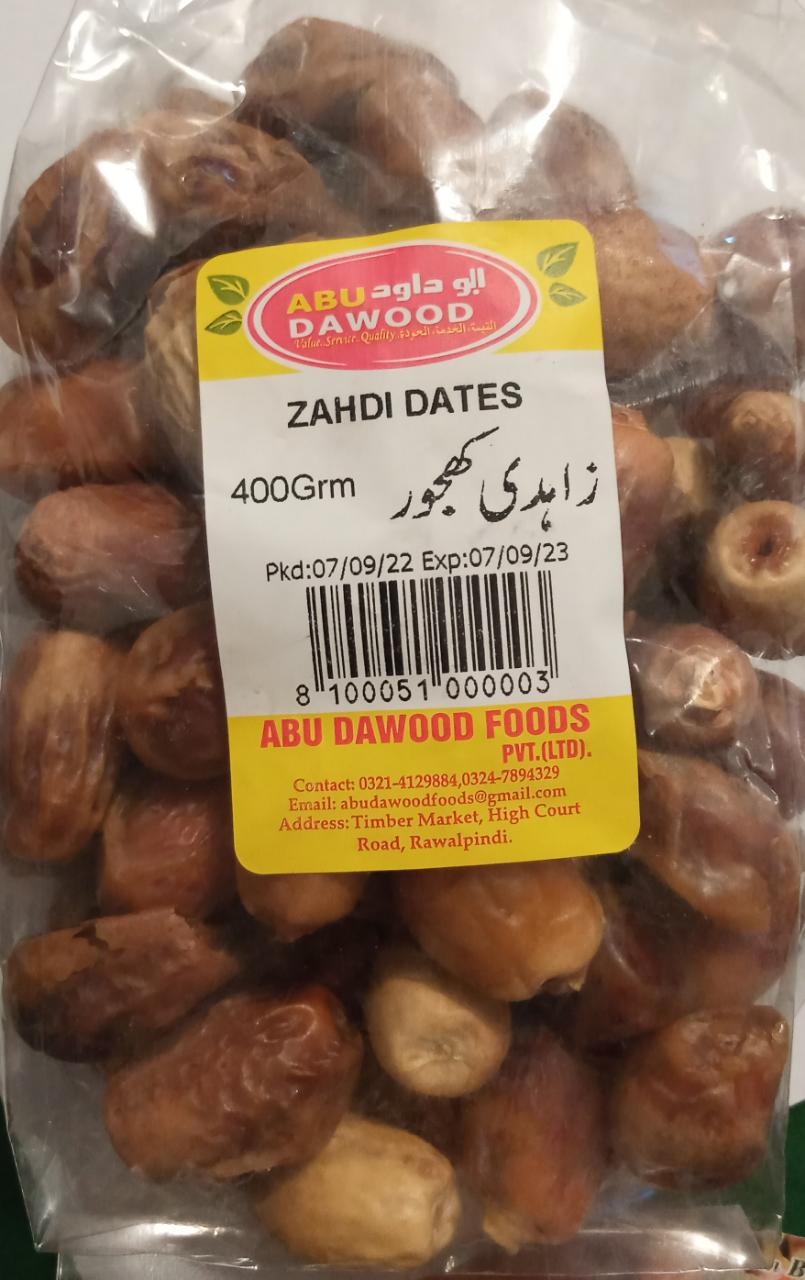 ABU ابو داود
DAWOOD
Value. Service. Quality. القيمة. الخدمة. الجودة
ZAHDI DATES
400Grm زاہدی کھجور
Pkd:07/09/22 Exp:07/09/23
8 100051 000003
ABU DAWOOD FOODS
PVT.(LTD).
Contact: 0321-4129884,0324-7894329
Email: abudawoodfoods@gmail.com
Address: Timber Market, High Court
Road, Rawalpindi.